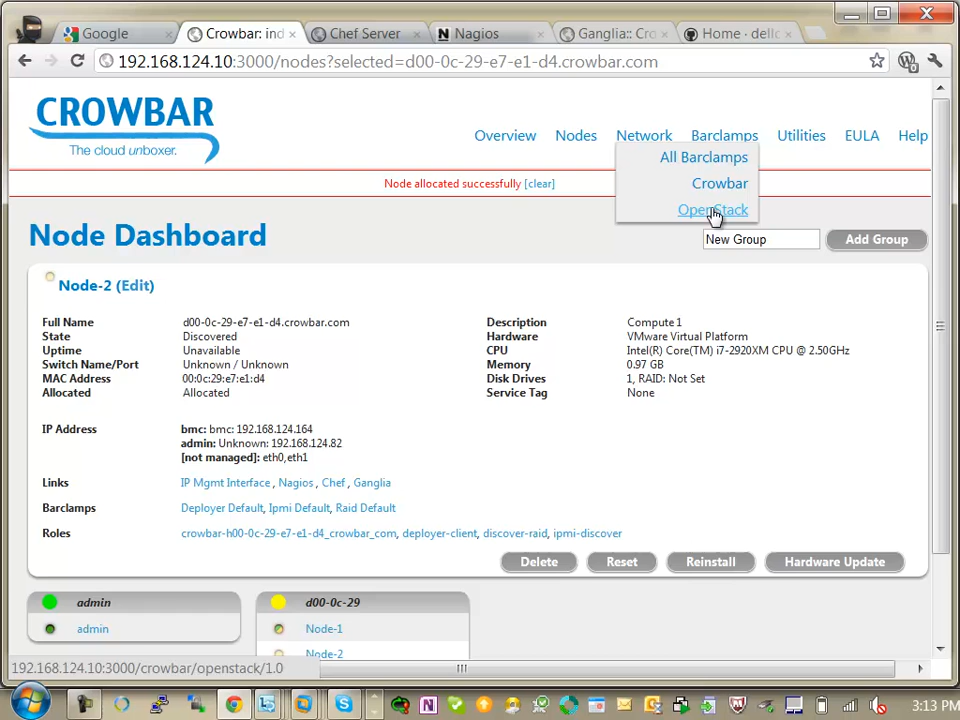 Google
Crowbar: ind
Chef Server
Nagios
Ganglia:: Cro
Home · dello
192.168.124.10:3000/nodes?selected=d00-0c-29-e7-e1-d4.crowbar.com
CROWBAR
The cloud unboxer.
Overview Nodes Network Barclamps Utilities EULA Help
All Barclamps
Crowbar
OpenStack
Node allocated successfully [clear]
Node Dashboard
New Group Add Group
Node-2 (Edit)
Full Name d00-0c-29-e7-e1-d4.crowbar.com Description Compute 1
State Discovered Hardware VMware Virtual Platform
Uptime Unavailable CPU Intel(R) Core(TM) i7-2920XM CPU @ 2.50GHz
Switch Name/Port Unknown / Unknown Memory 0.97 GB
MAC Address 00:0c:29:e7:e1:d4 Disk Drives 1, RAID: Not Set
Allocated Allocated Service Tag None
IP Address bmc: bmc: 192.168.124.164
admin: Unknown: 192.168.124.82
[not managed]: eth0,eth1
Links IP Mgmt Interface , Nagios , Chef , Ganglia
Barclamps Deployer Default, Ipmi Default, Raid Default
Roles crowbar-h00-0c-29-e7-e1-d4_crowbar_com, deployer-client, discover-raid, ipmi-discover
Delete Reset Reinstall Hardware Update
admin d00-0c-29
admin Node-1
Node-2
192.168.124.10:3000/crowbar/openstack/1.0
3:13 PM